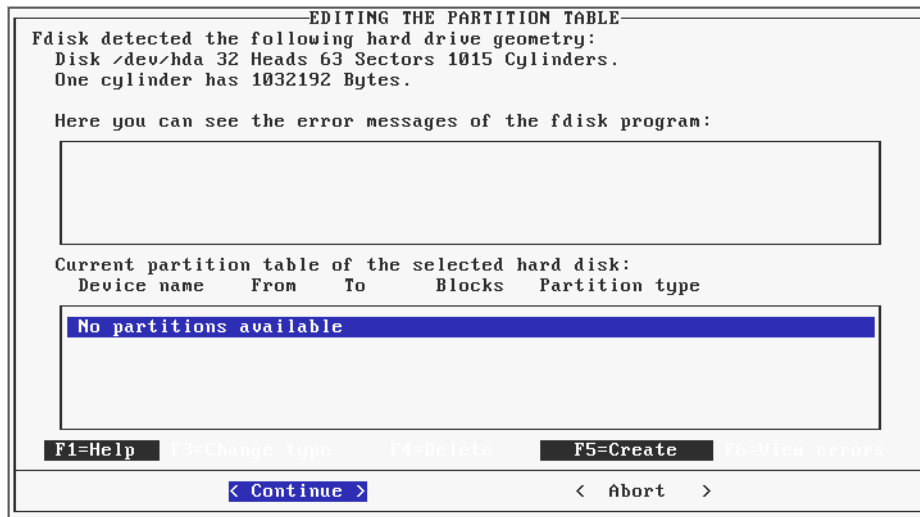 EDITING THE PARTITION TABLE
Fdisk detected the following hard drive geometry:
Disk /dev/hda 32 Heads 63 Sectors 1015 Cylinders.
One cylinder has 1032192 Bytes.
Here you can see the error messages of the fdisk program:
Current partition table of the selected hard disk:
Device name From To Blocks Partition type
No partitions available
F1=Help F3=Change type F4=Delete F5=Create F6=View errors
< Continue > < Abort >